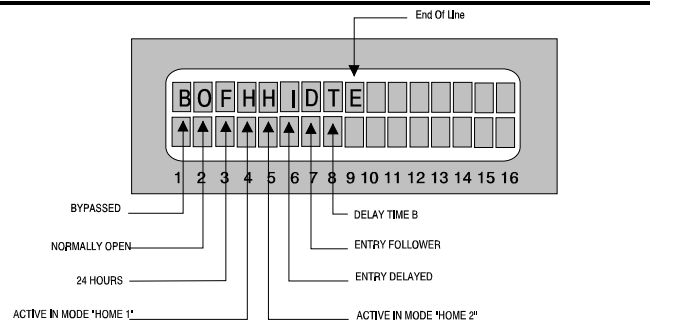 End Of Line
BOFHHIDTE
1 2 3 4 5 6 7 8 9 10 11 12 13 14 15 16
BYPASSED
DELAY TIME B
NORMALLY OPEN
ENTRY FOLLOWER
24 HOURS
ENTRY DELAYED
ACTIVE IN MODE "HOME 1"
ACTIVE IN MODE "HOME 2"